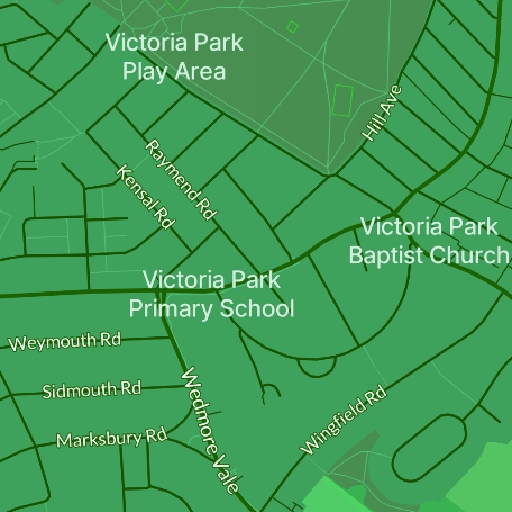 Victoria Park
Play Area
Hill Ave
Raymend Rd
Kensal Rd
Victoria Park
Baptist Church
Victoria Park
Primary School
Weymouth Rd
Sidmouth Rd
Wedmore Vale
Wingfield Rd
Marksbury Rd